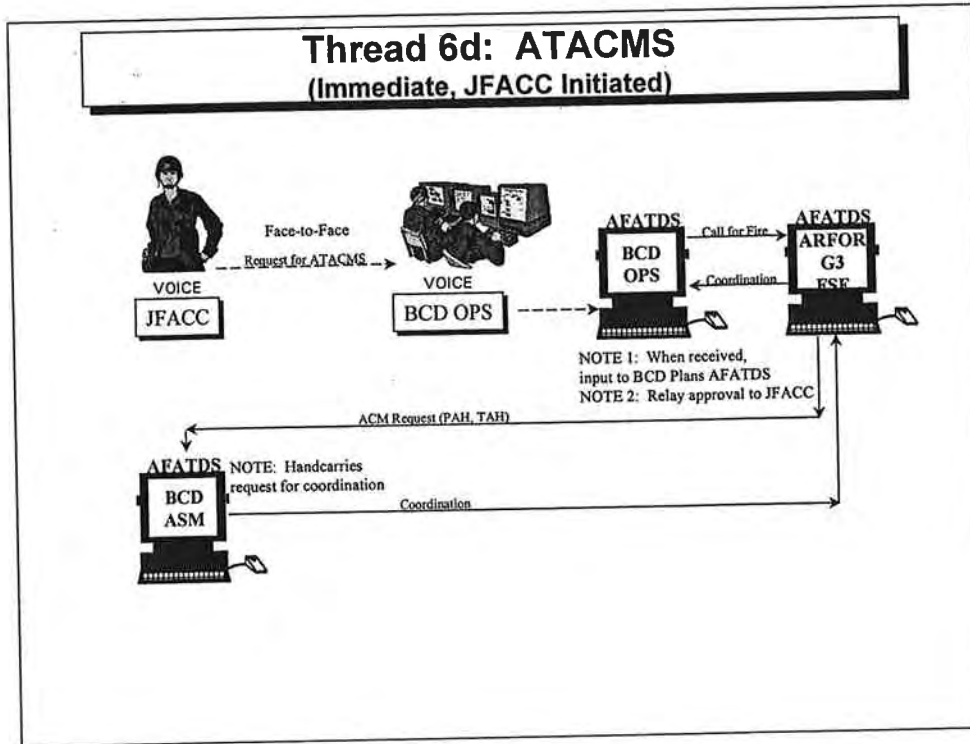 Thread 6d: ATACMS
(Immediate, JFACC Initiated)
Face-to-Face
Request for ATACMS
VOICE
JFACC
VOICE
BCD OPS
AFATDS
BCD
OPS
Call for Fire
Coordination
AFATDS
ARFOR
G3
FSE
NOTE 1: When received,
input to BCD Plans AFATDS
NOTE 2: Relay approval to JFACC
ACM Request (PAH, TAH)
AFATDS
BCD
ASM
NOTE: Handcarries
request for coordination
Coordination